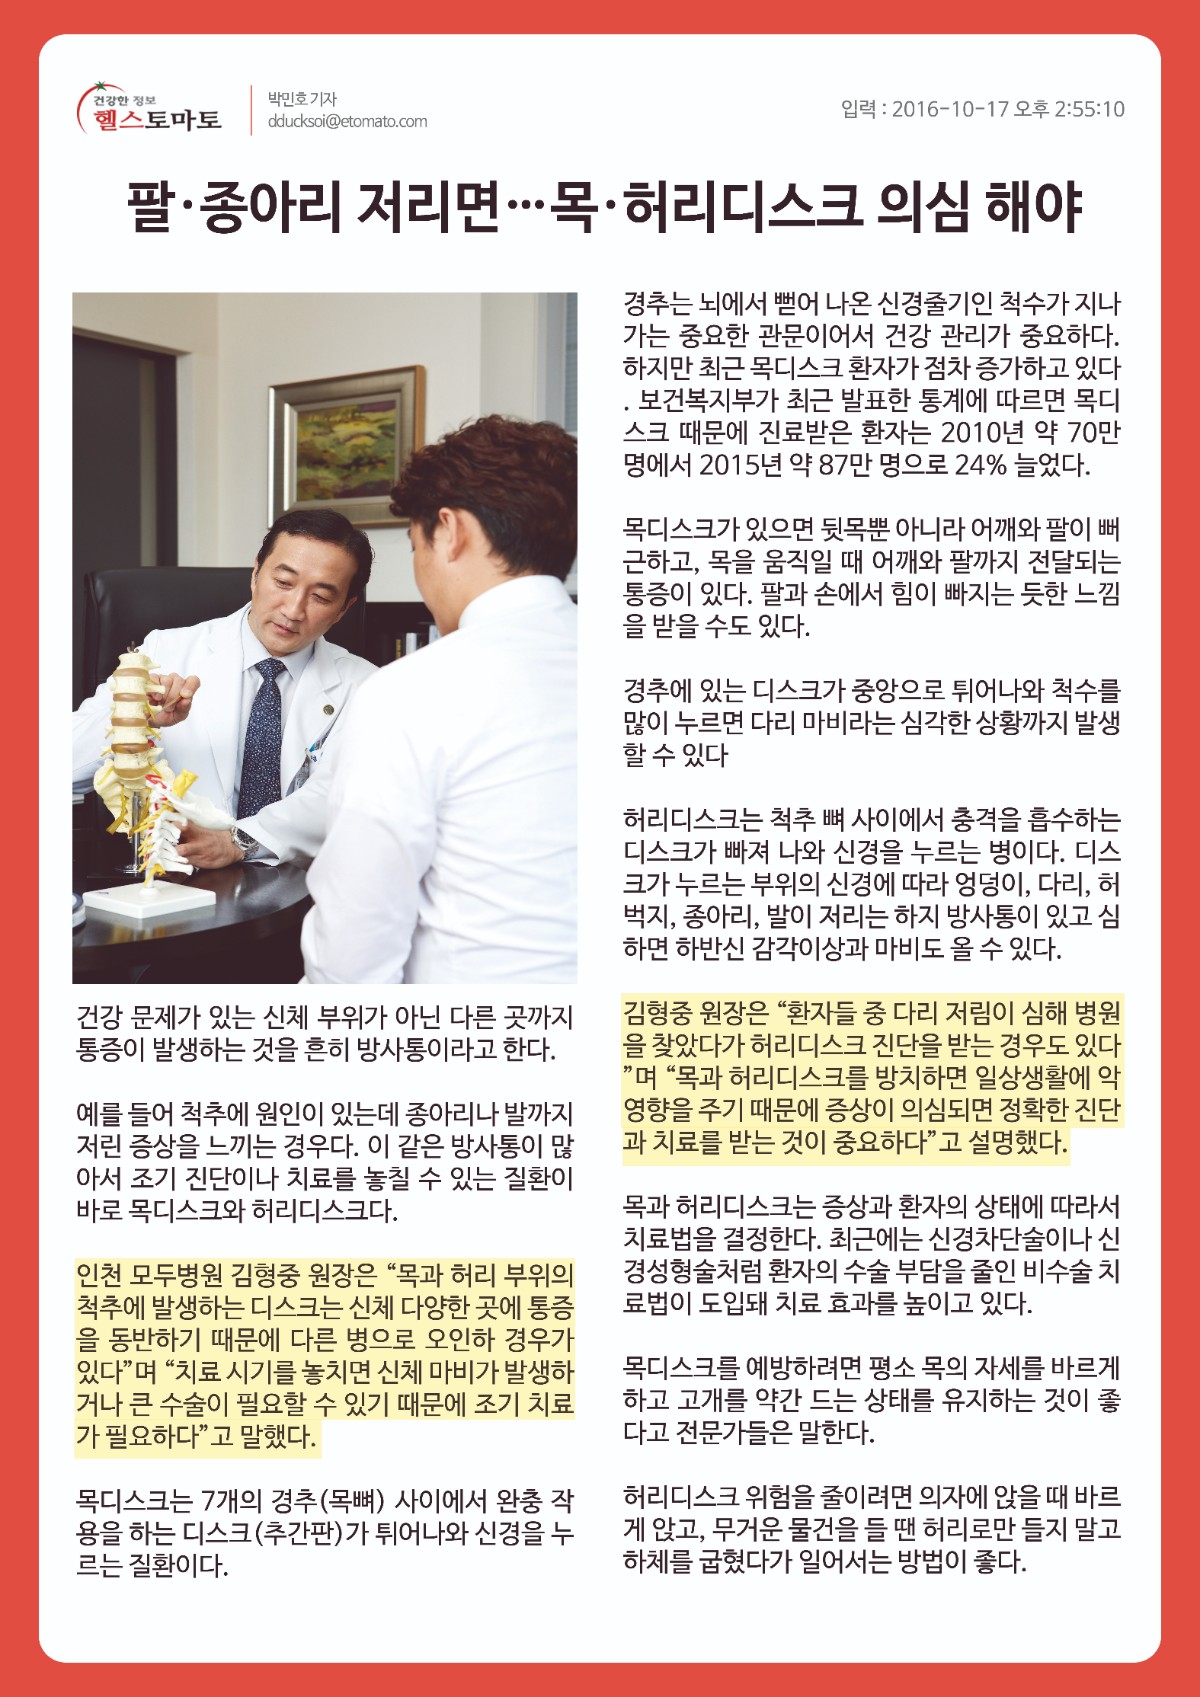 건강한 정보
헬스토마토
박민호 기자
dducksoi@etomato.com
입력 : 2016-10-17 오후 2:55:10
팔·종아리 저리면…목·허리디스크 의심 해야
건강 문제가 있는 신체 부위가 아닌 다른 곳까지
통증이 발생하는 것을 흔히 방사통이라고 한다.
예를 들어 척추에 원인이 있는데 종아리나 발까지
저린 증상을 느끼는 경우다. 이 같은 방사통이 많
아서 조기 진단이나 치료를 놓칠 수 있는 질환이
바로 목디스크와 허리디스크다.
인천 모두병원 김형중 원장은 “목과 허리 부위의
척추에 발생하는 디스크는 신체 다양한 곳에 통증
을 동반하기 때문에 다른 병으로 오인하 경우가
있다”며 “치료 시기를 놓치면 신체 마비가 발생하
거나 큰 수술이 필요할 수 있기 때문에 조기 치료
가 필요하다”고 말했다.
목디스크는 7개의 경추(목뼈) 사이에서 완충 작
용을 하는 디스크(추간판)가 튀어나와 신경을 누
르는 질환이다.
경추는 뇌에서 뻗어 나온 신경줄기인 척수가 지나
가는 중요한 관문이어서 건강 관리가 중요하다.
하지만 최근 목디스크 환자가 점차 증가하고 있다
. 보건복지부가 최근 발표한 통계에 따르면 목디
스크 때문에 진료받은 환자는 2010년 약 70만
명에서 2015년 약 87만 명으로 24% 늘었다.
목디스크가 있으면 뒷목뿐 아니라 어깨와 팔이 뻐
근하고, 목을 움직일 때 어깨와 팔까지 전달되는
통증이 있다. 팔과 손에서 힘이 빠지는 듯한 느낌
을 받을 수도 있다.
경추에 있는 디스크가 중앙으로 튀어나와 척수를
많이 누르면 다리 마비라는 심각한 상황까지 발생
할 수 있다
허리디스크는 척추 뼈 사이에서 충격을 흡수하는
디스크가 빠져 나와 신경을 누르는 병이다. 디스
크가 누르는 부위의 신경에 따라 엉덩이, 다리, 허
벅지, 종아리, 발이 저리는 하지 방사통이 있고 심
하면 하반신 감각이상과 마비도 올 수 있다.
김형중 원장은 “환자들 중 다리 저림이 심해 병원
을 찾았다가 허리디스크 진단을 받는 경우도 있다
”며 “목과 허리디스크를 방치하면 일상생활에 악
영향을 주기 때문에 증상이 의심되면 정확한 진단
과 치료를 받는 것이 중요하다”고 설명했다.
목과 허리디스크는 증상과 환자의 상태에 따라서
치료법을 결정한다. 최근에는 신경차단술이나 신
경성형술처럼 환자의 수술 부담을 줄인 비수술 치
료법이 도입돼 치료 효과를 높이고 있다.
목디스크를 예방하려면 평소 목의 자세를 바르게
하고 고개를 약간 드는 상태를 유지하는 것이 좋
다고 전문가들은 말한다.
허리디스크 위험을 줄이려면 의자에 앉을 때 바르
게 앉고, 무거운 물건을 들 땐 허리로만 들지 말고
하체를 굽혔다가 일어서는 방법이 좋다.